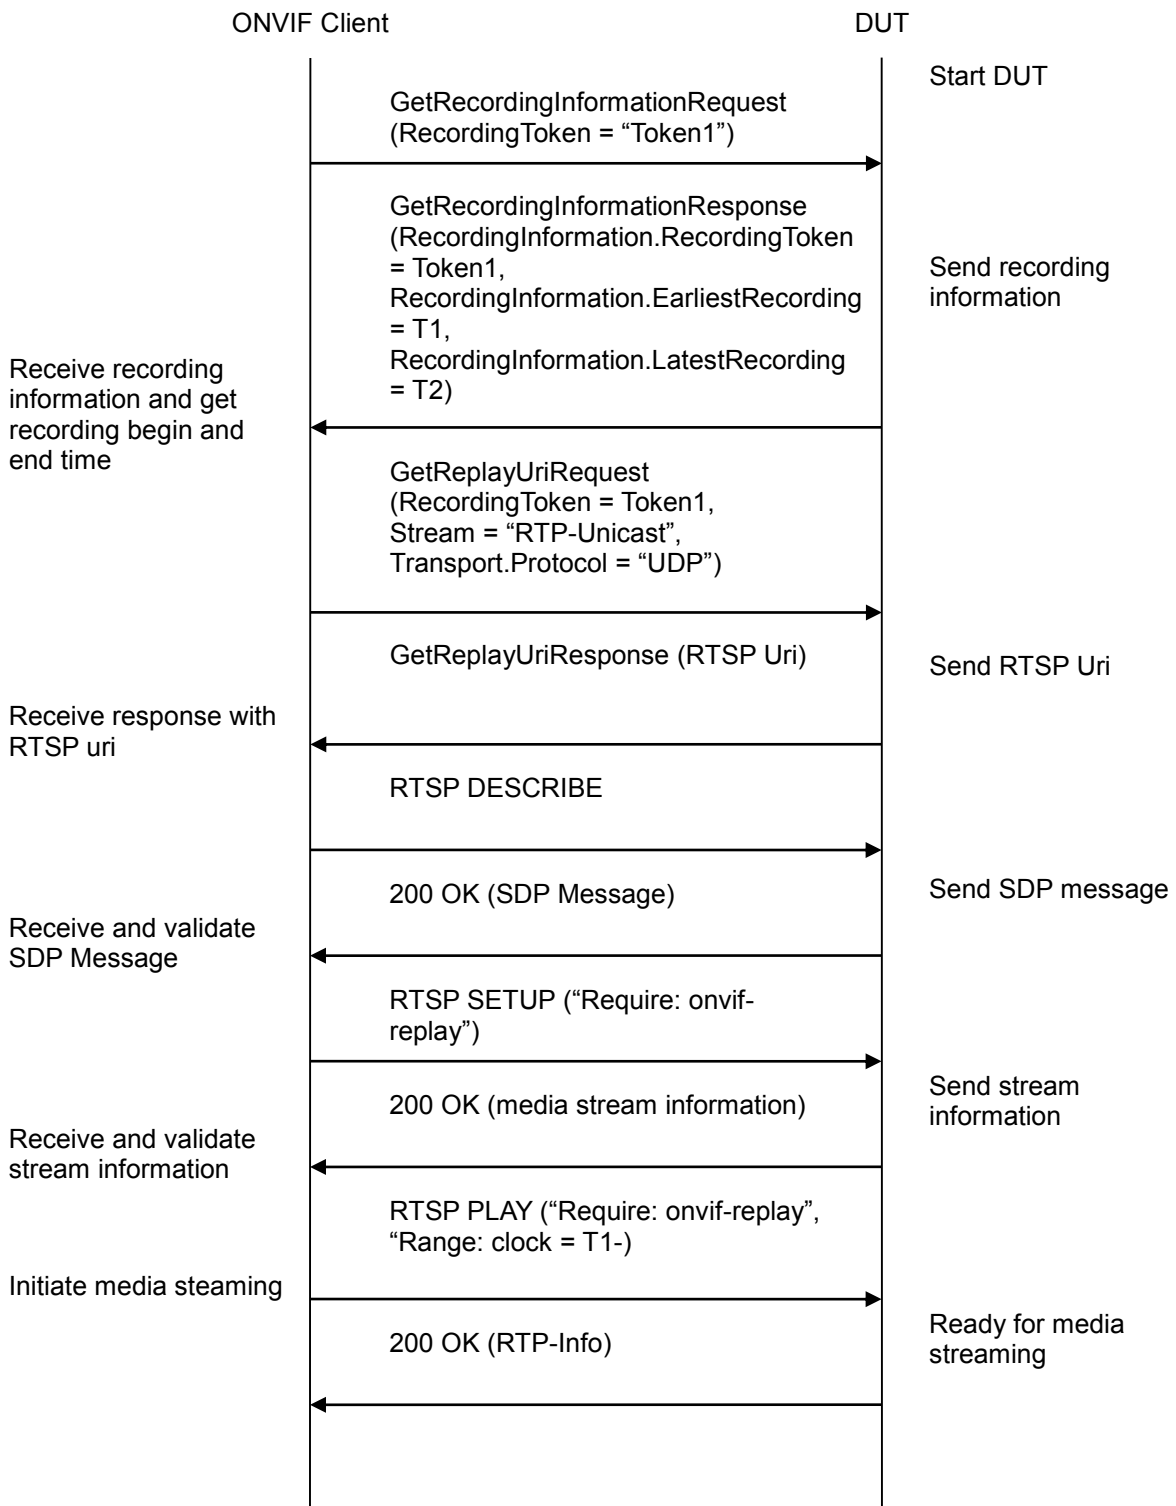 ONVIF Client
DUT
Start DUT
GetRecordingInformationRequest
(RecordingToken = “Token1”)
GetRecordingInformationResponse
(RecordingInformation.RecordingToken
= Token1,
RecordingInformation.EarliestRecording
= T1,
RecordingInformation.LatestRecording
= T2)
Send recording
information
Receive recording
information and get
recording begin and
end time
GetReplayUriRequest
(RecordingToken = Token1,
Stream = “RTP-Unicast”,
Transport.Protocol = “UDP”)
GetReplayUriResponse (RTSP Uri)
Send RTSP Uri
Receive response with
RTSP uri
RTSP DESCRIBE
200 OK (SDP Message)
Send SDP message
Receive and validate
SDP Message
RTSP SETUP (“Require: onvif-
replay”)
200 OK (media stream information)
Send stream
information
Receive and validate
stream information
RTSP PLAY (“Require: onvif-replay”,
“Range: clock = T1-)
Initiate media steaming
200 OK (RTP-Info)
Ready for media
streaming